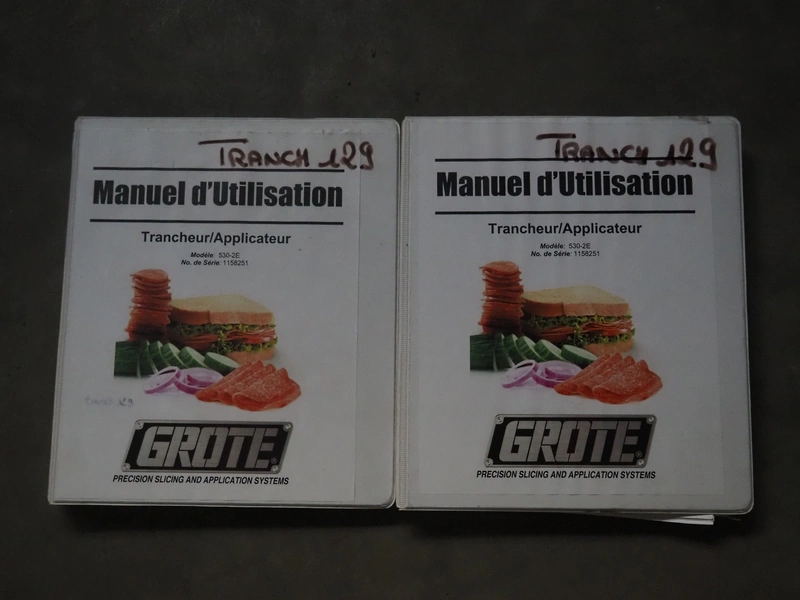 TRANCH 129
Manuel d'Utilisation
Trancheur/Applicateur
Modèle: 530-2E
No. de Série: 1158251
GROTE®
PRECISION SLICING AND APPLICATION SYSTEMS
TRANCH 129
Manuel d'Utilisation
Trancheur/Applicateur
Modèle: 530-2E
No. de Série: 1158251
GROTE®
PRECISION SLICING AND APPLICATION SYSTEMS